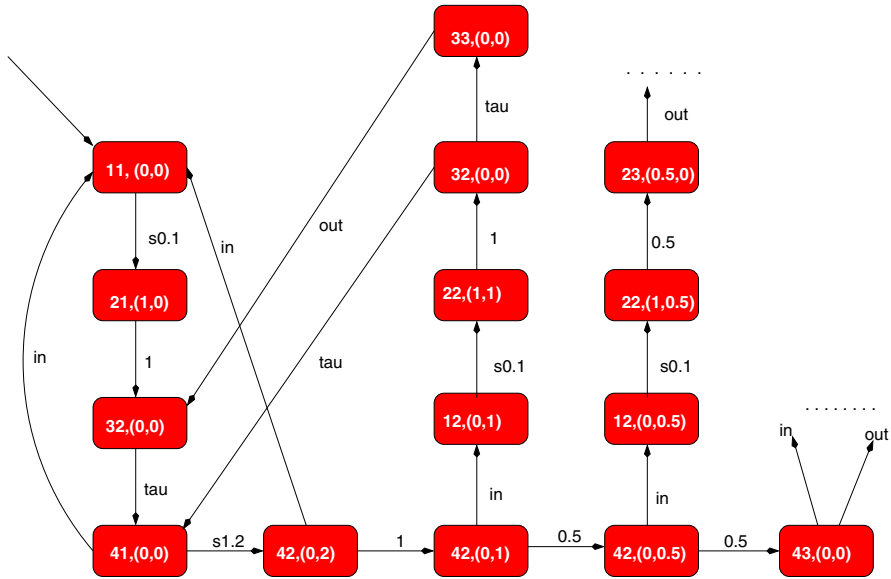 33,(0,0)
. . . . . .
tau
out
11, (0,0)
32,(0,0)
23,(0.5,0)
s0.1
out
in
1
0.5
21,(1,0)
22,(1,1)
22,(1,0.5)
in
1
tau
s0.1
s0.1
32,(0,0)
12,(0,1)
12,(0,0.5)
. . . . . . . .
in
out
tau
in
in
41,(0,0)
s1.2
42,(0,2)
1
42,(0,1)
0.5
42,(0,0.5)
0.5
43,(0,0)